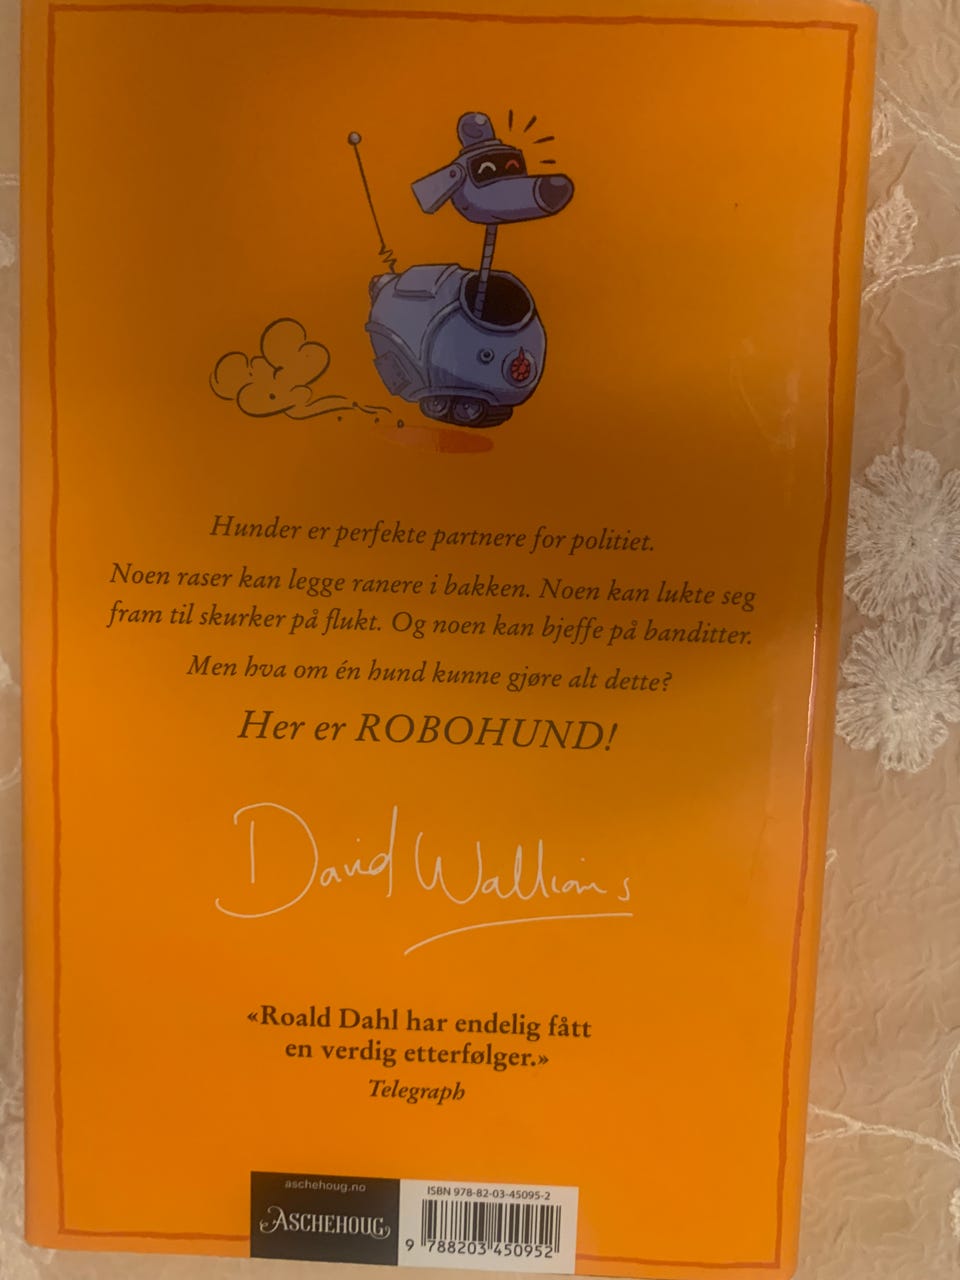 Hunder er perfekte partnere for politiet.
Noen raser kan legge ranere i bakken. Noen kan lukte seg
fram til skurker på flukt. Og noen kan bjeffe på banditter.
Men hva om én hund kunne gjøre alt dette?
Her er ROBOHUND!
David Walliams
«Roald Dahl har endelig fått
en verdig etterfølger.»
Telegraph
aschehoug.no
ASCHEHOUG
ISBN 978-82-03-45095-2
9 788203 450952